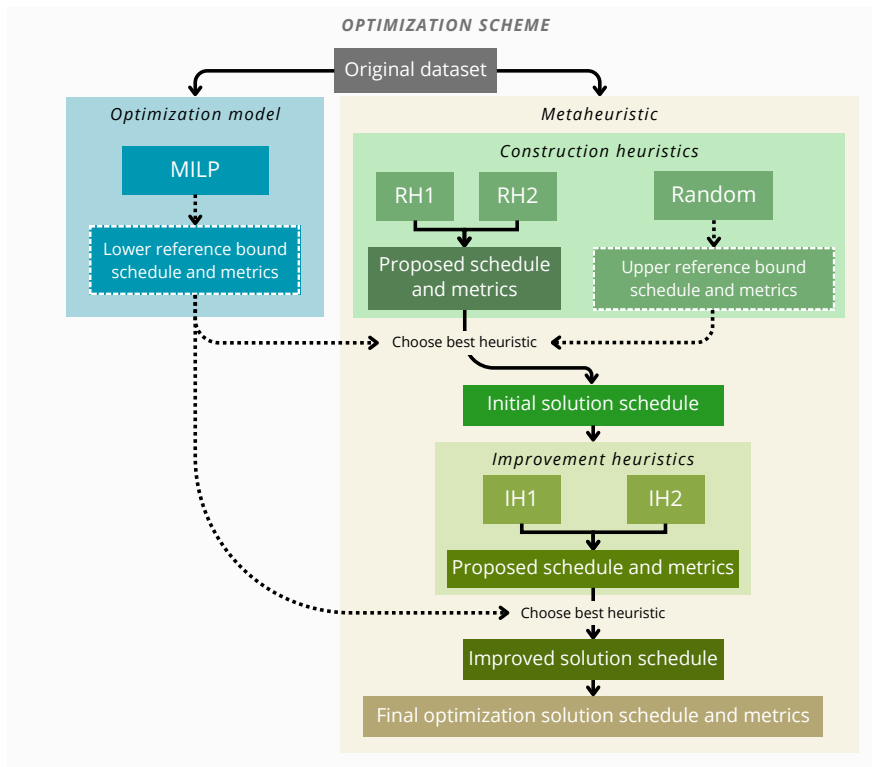 OPTIMIZATION SCHEME
Original dataset
Optimization model
MILP
Lower reference bound
schedule and metrics
Metaheuristic
Construction heuristics
RH1
RH2
Random
Proposed schedule
and metrics
Upper reference bound
schedule and metrics
Choose best heuristic
Initial solution schedule
Improvement heuristics
IH1
IH2
Proposed schedule and metrics
Choose best heuristic
Improved solution schedule
Final optimization solution schedule and metrics